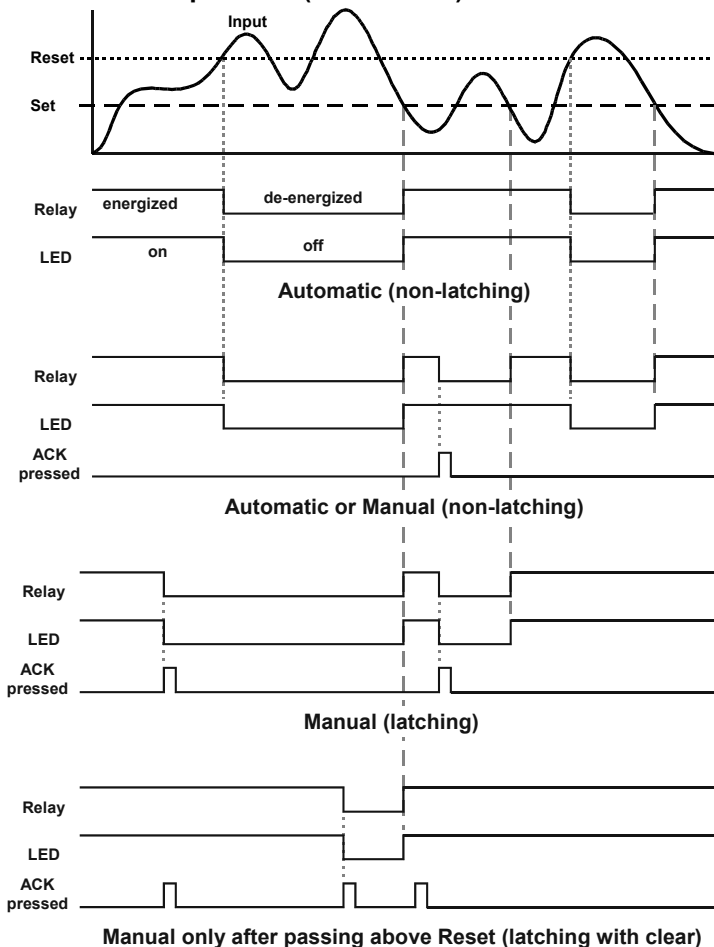 Input
Reset
Set
Relay energized de-energized
LED on off
Automatic (non-latching)
Relay
LED
ACK
pressed
Automatic or Manual (non-latching)
Relay
LED
ACK
pressed
Manual (latching)
Relay
LED
ACK
pressed
Manual only after passing above Reset (latching with clear)